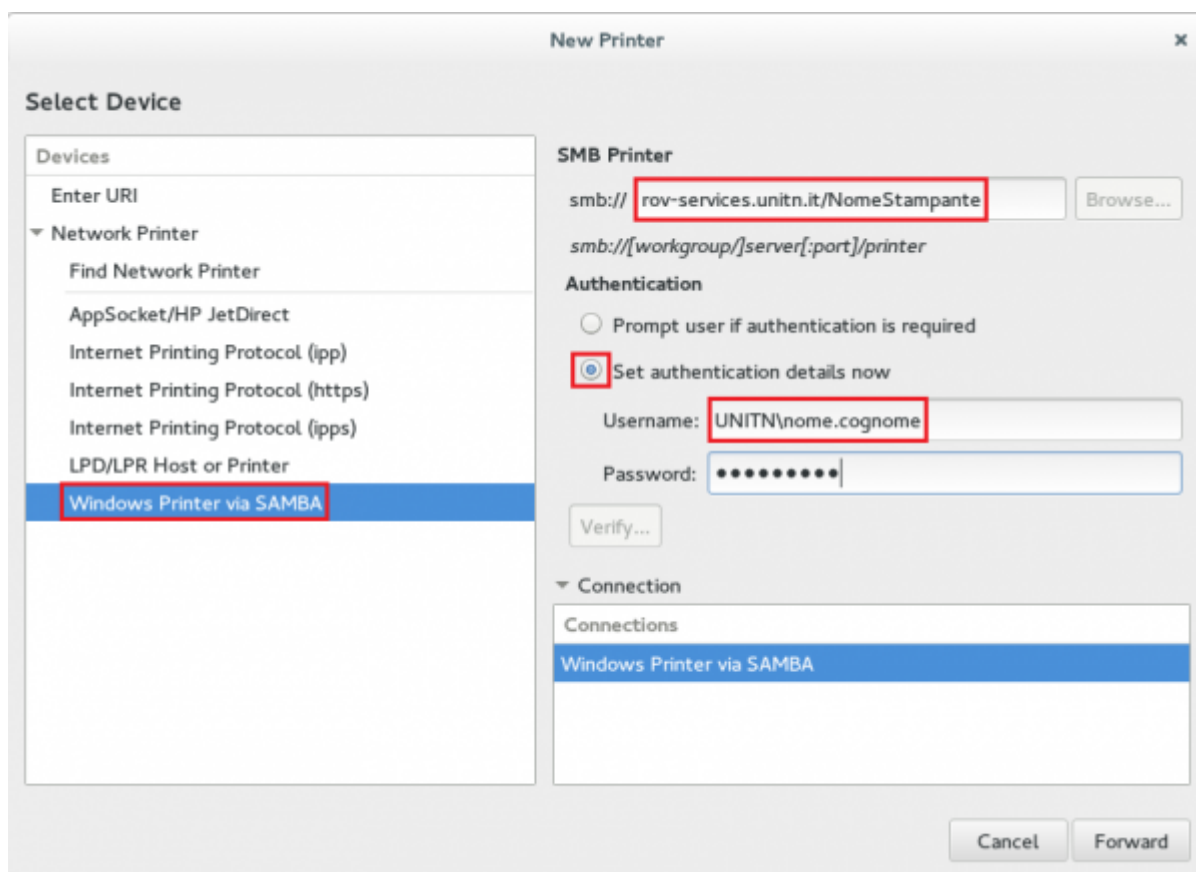 New Printer
Select Device
Devices
Enter URI
Network Printer
Find Network Printer
AppSocket/HP JetDirect
Internet Printing Protocol (ipp)
Internet Printing Protocol (https)
Internet Printing Protocol (ipps)
LPD/LPR Host or Printer
Windows Printer via SAMBA
SMB Printer
smb:// rov-services.unitn.it/NomeStampante Browse...
smb://[workgroup/]server[:port]/printer
Authentication
Prompt user if authentication is required
Set authentication details now
Username: UNITN\nome.cognome
Password: ●●●●●●●●●
Verify...
Connection
Connections
Windows Printer via SAMBA
Cancel Forward